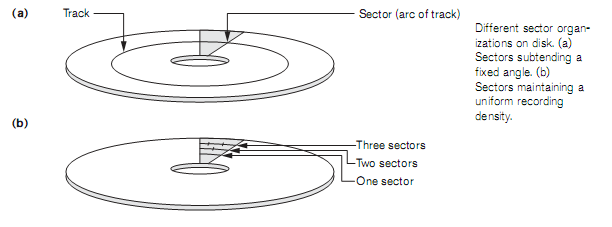 (a)
Track
Sector (arc of track)
Different sector organ-
izations on disk. (a)
Sectors subtending a
fixed angle. (b)
Sectors maintaining a
uniform recording
density.
(b)
Three sectors
Two sectors
One sector